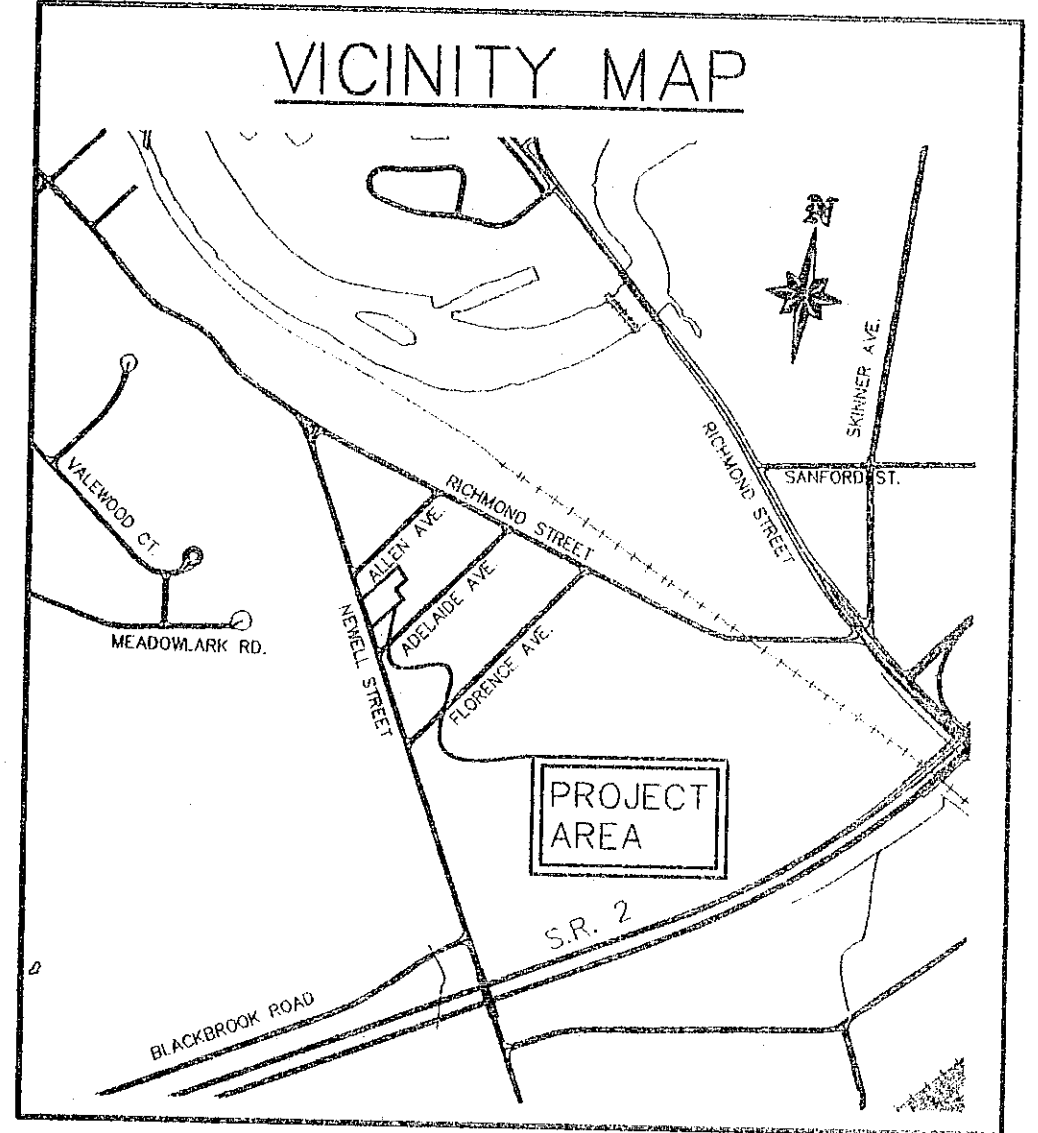 VICINITY MAP
N
SKINNER AVE.
RICHMOND STREET
SANFORD ST.
VALEWOOD CT.
RICHMOND STREET
ALLEN AVE.
ADELAIDE AVE.
MEADOWLARK RD.
NEWELL STREET
FLORENCE AVE.
PROJECT
AREA
S.R. 2
BLACKBROOK ROAD